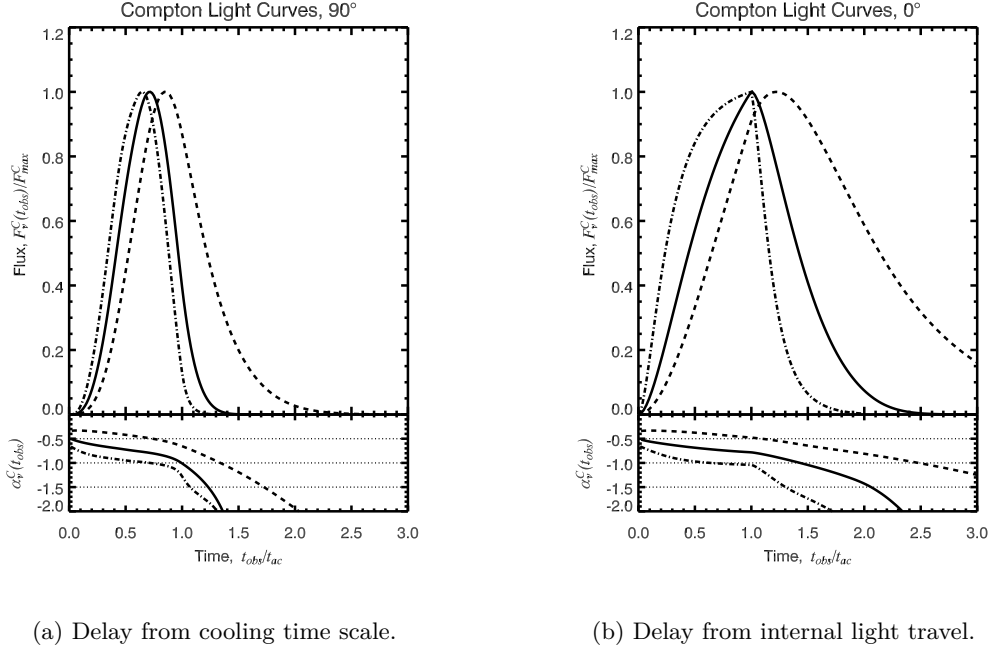 Compton Light Curves, 90°
1.2
1.0
0.8
0.6
0.4
0.2
0.0
Flux, F_ν^C(t_obs)/F_max^C
-0.5
-1.0
-1.5
-2.0
α_ν^C(t_obs)
0.0 0.5 1.0 1.5 2.0 2.5 3.0
Time, t_obs/t_ac
(a) Delay from cooling time scale.
Compton Light Curves, 0°
1.2
1.0
0.8
0.6
0.4
0.2
0.0
Flux, F_ν^C(t_obs)/F_max^C
-0.5
-1.0
-1.5
-2.0
α_ν^C(t_obs)
0.0 0.5 1.0 1.5 2.0 2.5 3.0
Time, t_obs/t_ac
(b) Delay from internal light travel.